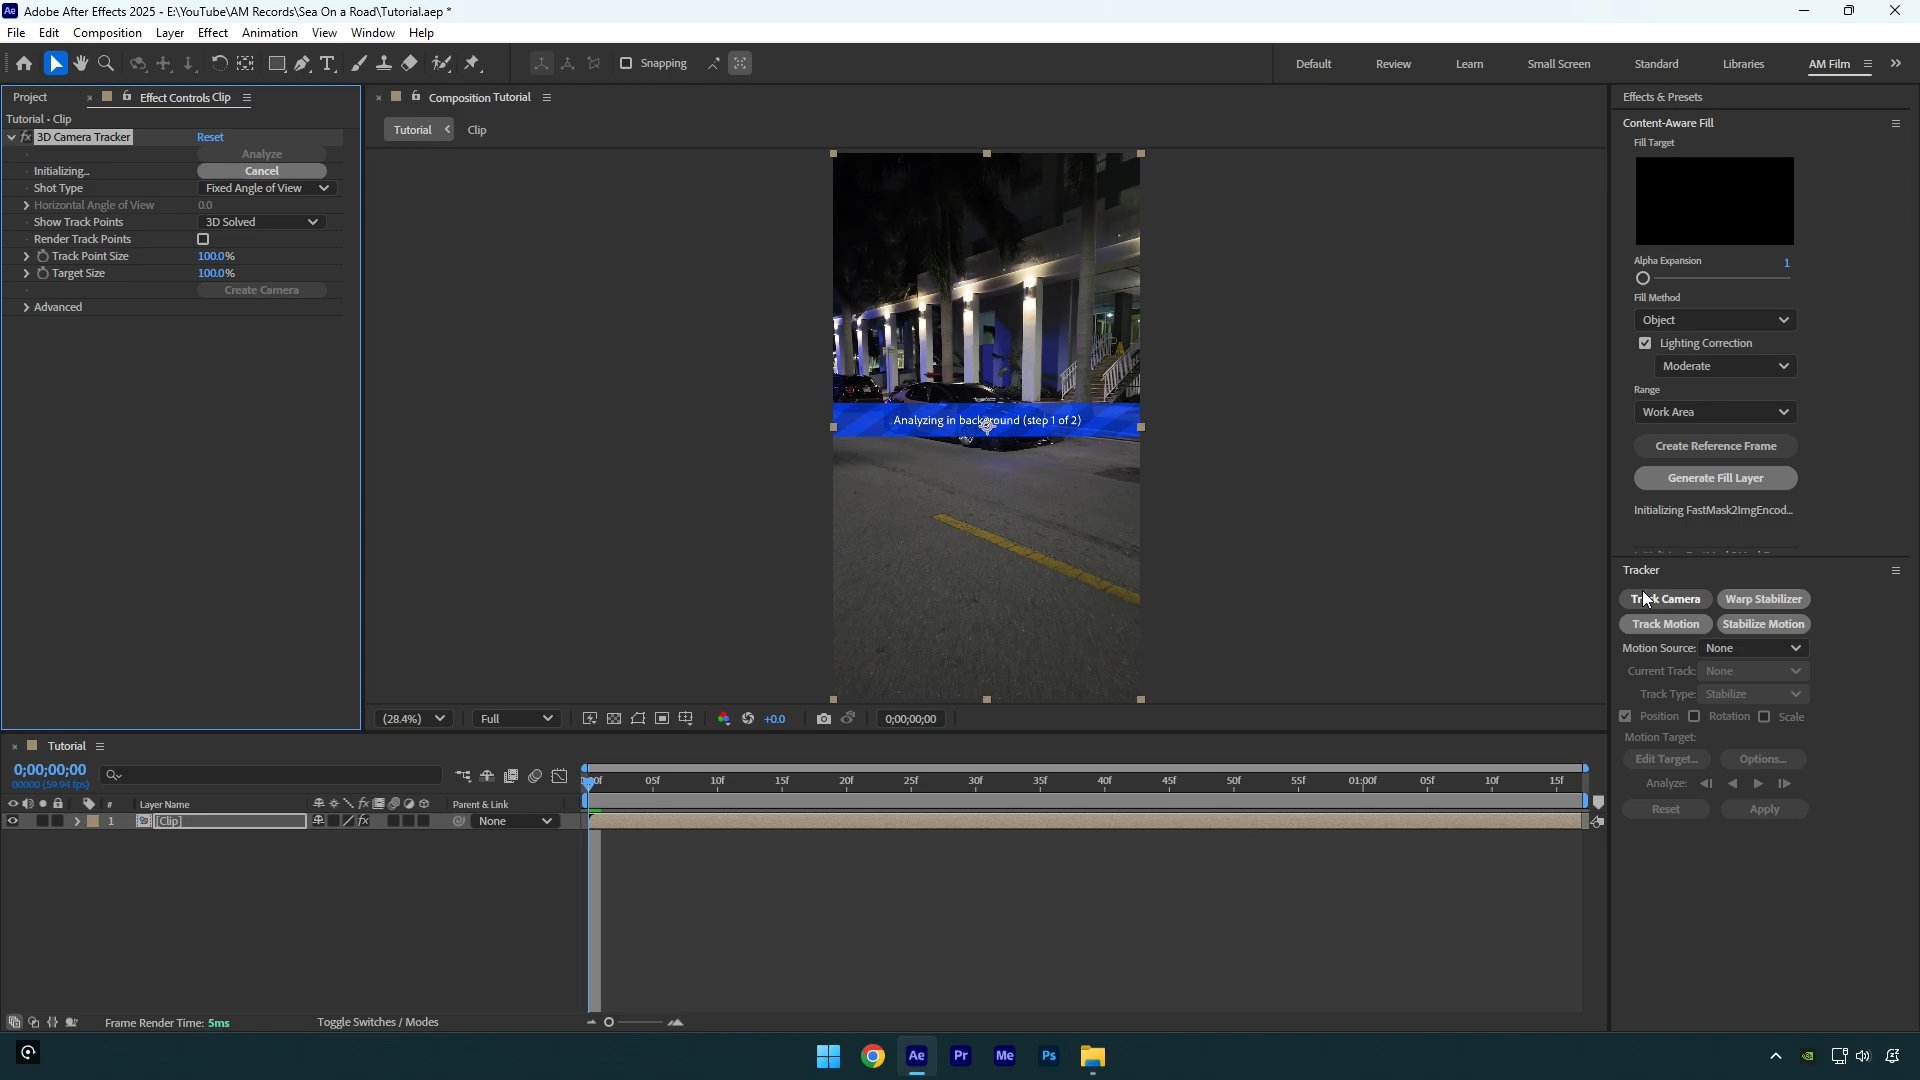 Adobe After Effects 2025 - E:\YouTube\AM Records\Sea On a Road\Tutorial.aep *
File Edit Composition Layer Effect Animation View Window Help
Snapping Default Review Learn Small Screen Standard Libraries AM Film
Project Effect Controls Clip
Tutorial - Clip
fx 3D Camera Tracker Reset
Analyze
Initializing... Cancel
Shot Type Fixed Angle of View
Horizontal Angle of View 0.0
Show Track Points 3D Solved
Render Track Points
Track Point Size 100.0%
Target Size 100.0%
Create Camera
Advanced
Composition Tutorial
Tutorial Clip
Analyzing in background (step 1 of 2)
(28.4%) Full +0.0 0;00;00;00
Effects & Presets
Content-Aware Fill
Fill Target
Alpha Expansion 1
Fill Method
Object
Lighting Correction
Moderate
Range
Work Area
Create Reference Frame
Generate Fill Layer
Initializing FastMask2ImgEncod...
Tracker
Track Camera Warp Stabilizer
Track Motion Stabilize Motion
Motion Source: None
Current Track: None
Track Type: Stabilize
Position Rotation Scale
Motion Target:
Edit Target... Options...
Analyze:
Reset Apply
Tutorial
0;00;00;00
00000 (59.94 fps)
05f 10f 15f 20f 25f 30f 35f 40f 45f 50f 55f 01:00f 05f 10f 15f
# Layer Name fx Parent & Link
1 [Clip] fx None
Frame Render Time: 5ms Toggle Switches / Modes
Ae Pr Me Ps